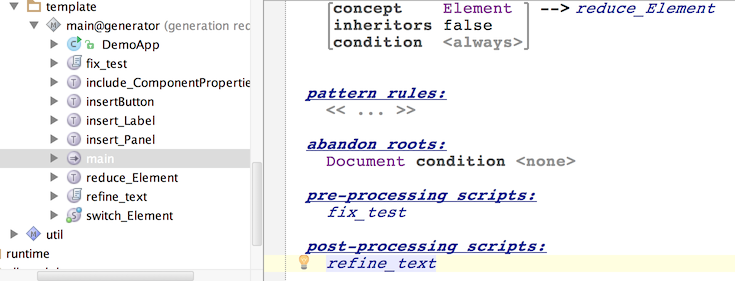 template
main@generator (generation rec
DemoApp
fix_test
include_ComponentPropertie
insertButton
insert_Label
insert_Panel
main
reduce_Element
refine_text
switch_Element
util
runtime
concept Element --> reduce_Element
inheritors false
condition <always>
pattern rules:
<< ... >>
abandon roots:
Document condition <none>
pre-processing scripts:
fix_test
post-processing scripts:
refine_text